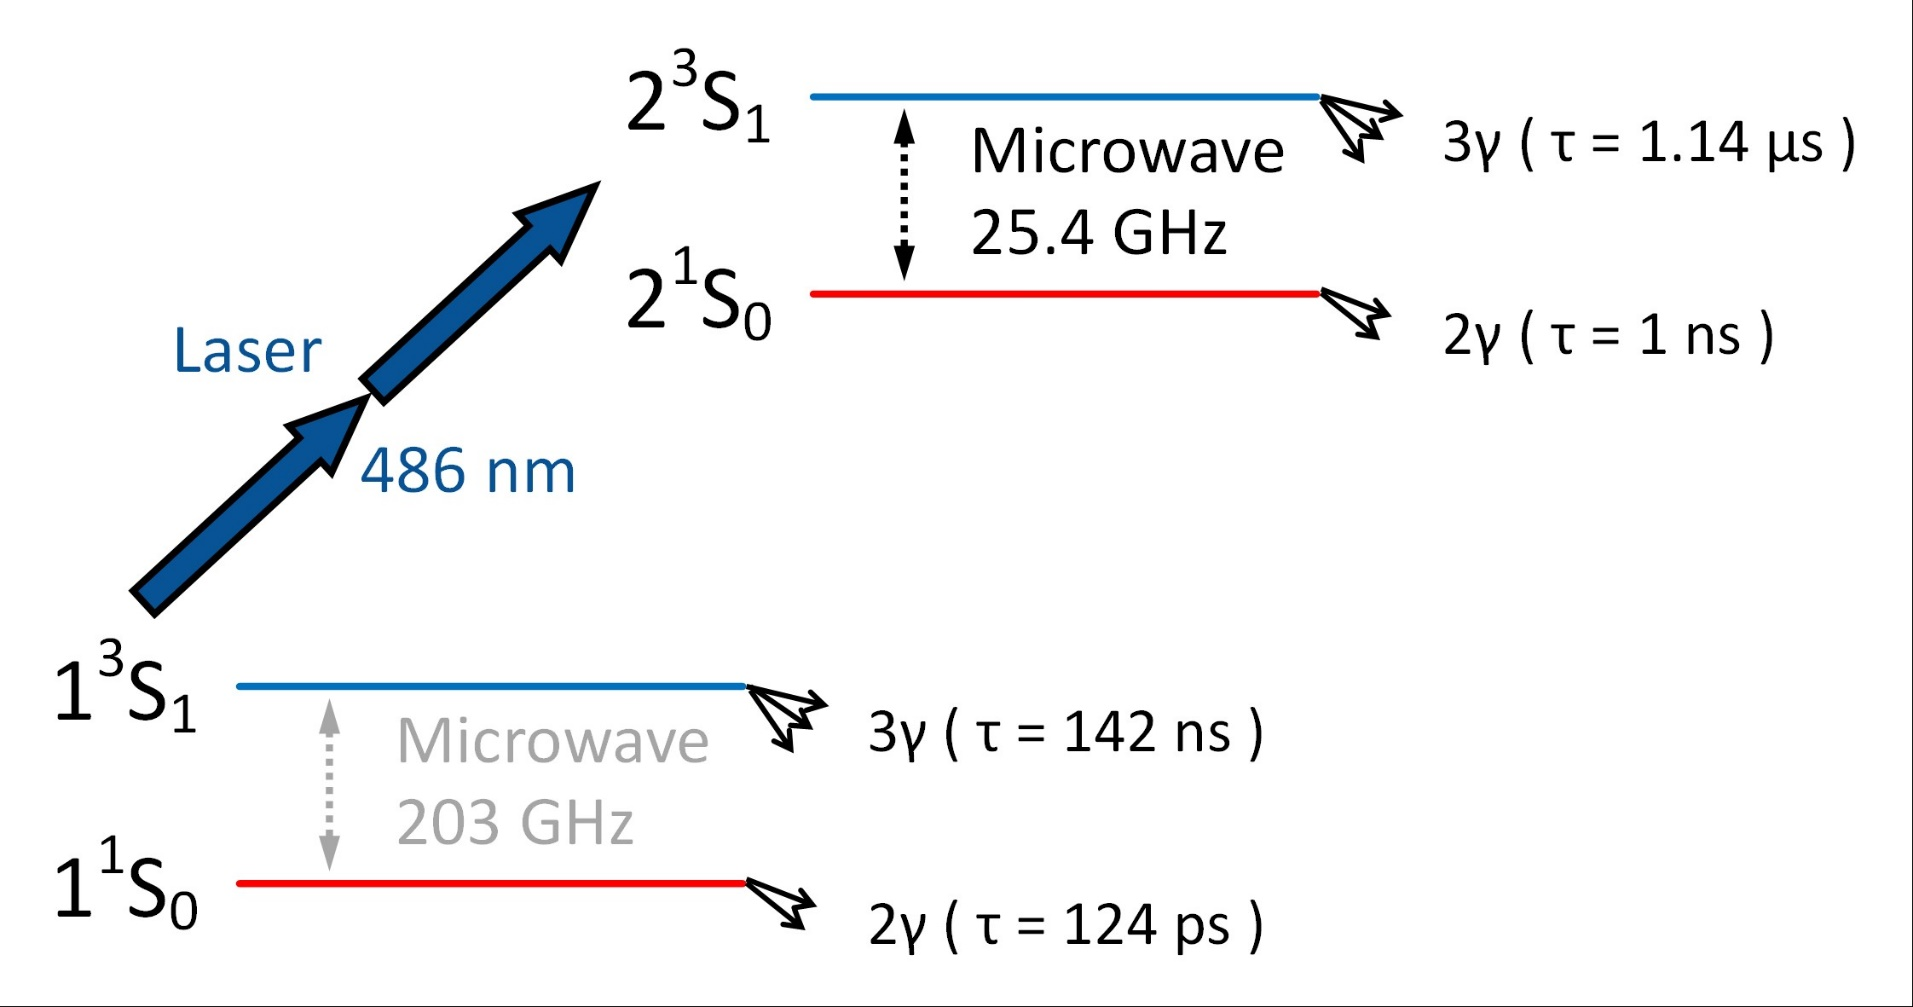 2³S₁
Microwave
25.4 GHz
3γ ( τ = 1.14 μs )
2¹S₀
2γ ( τ = 1 ns )
Laser
486 nm
1³S₁
Microwave
203 GHz
3γ ( τ = 142 ns )
1¹S₀
2γ ( τ = 124 ps )